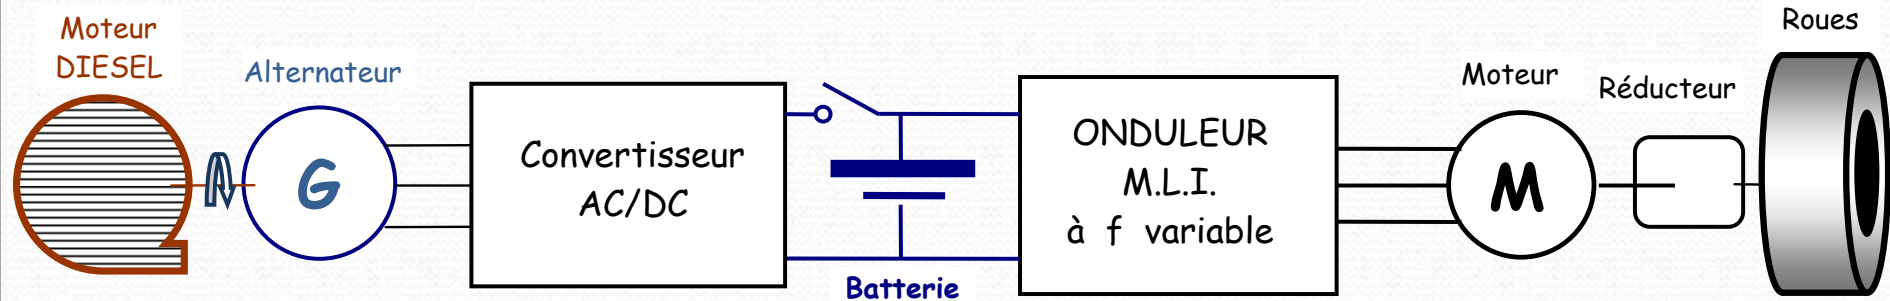 Moteur
DIESEL
Alternateur
G
Convertisseur
AC/DC
Batterie
ONDULEUR
M.L.I.
à f variable
Moteur
M
Réducteur
Roues